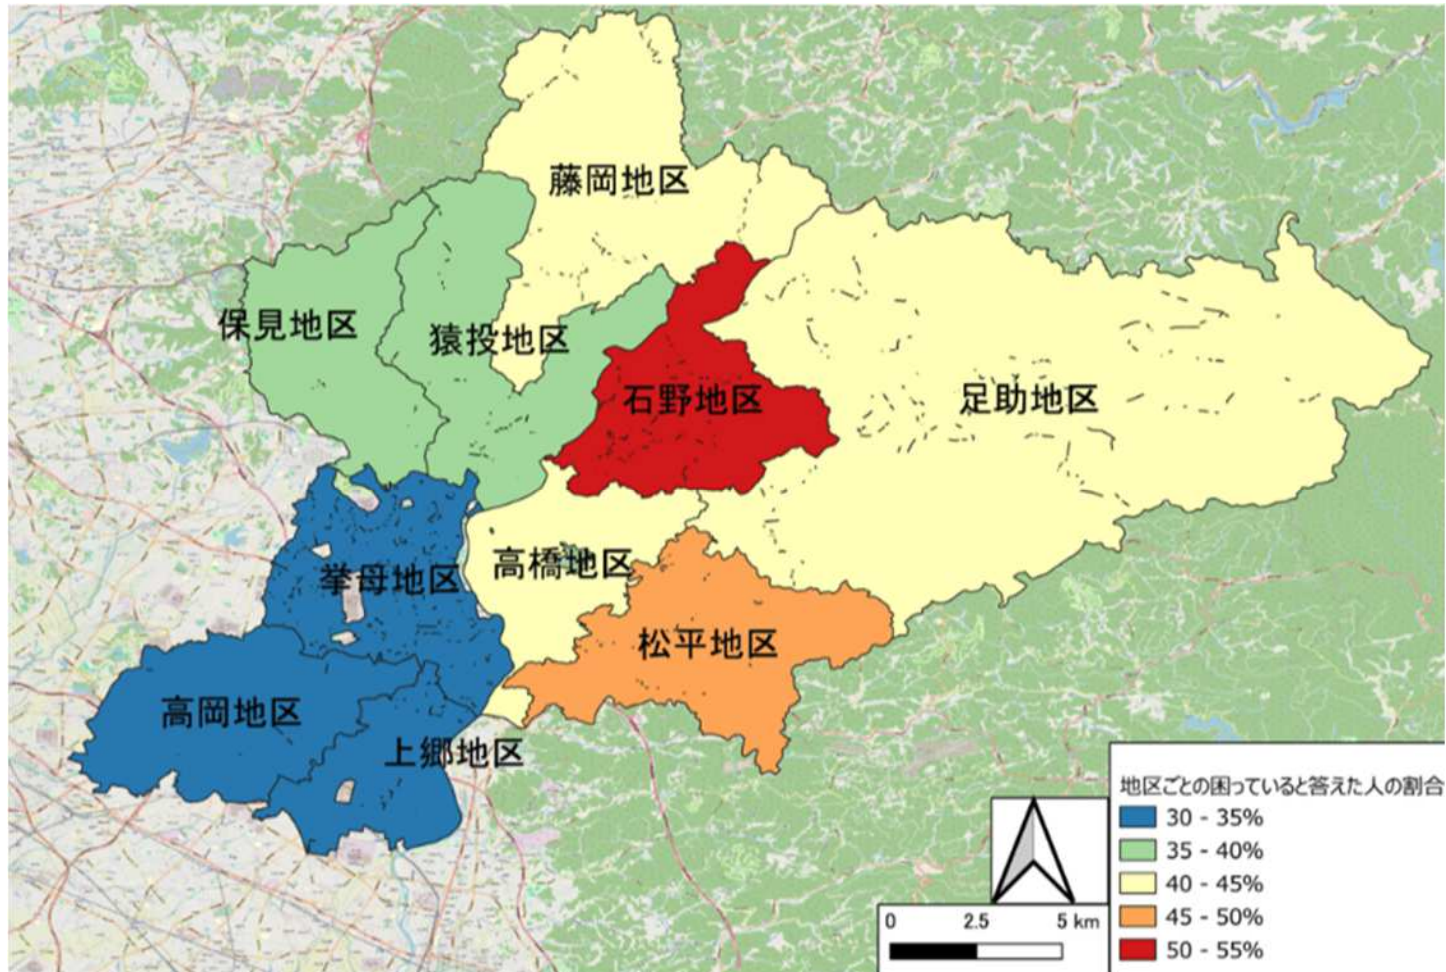 藤岡地区
保見地区
猿投地区
石野地区
足助地区
挙母地区
高橋地区
松平地区
高岡地区
上郷地区
地区ごとの困っていると答えた人の割合
30 - 35%
35 - 40%
40 - 45%
45 - 50%
50 - 55%
0 2.5 5 km